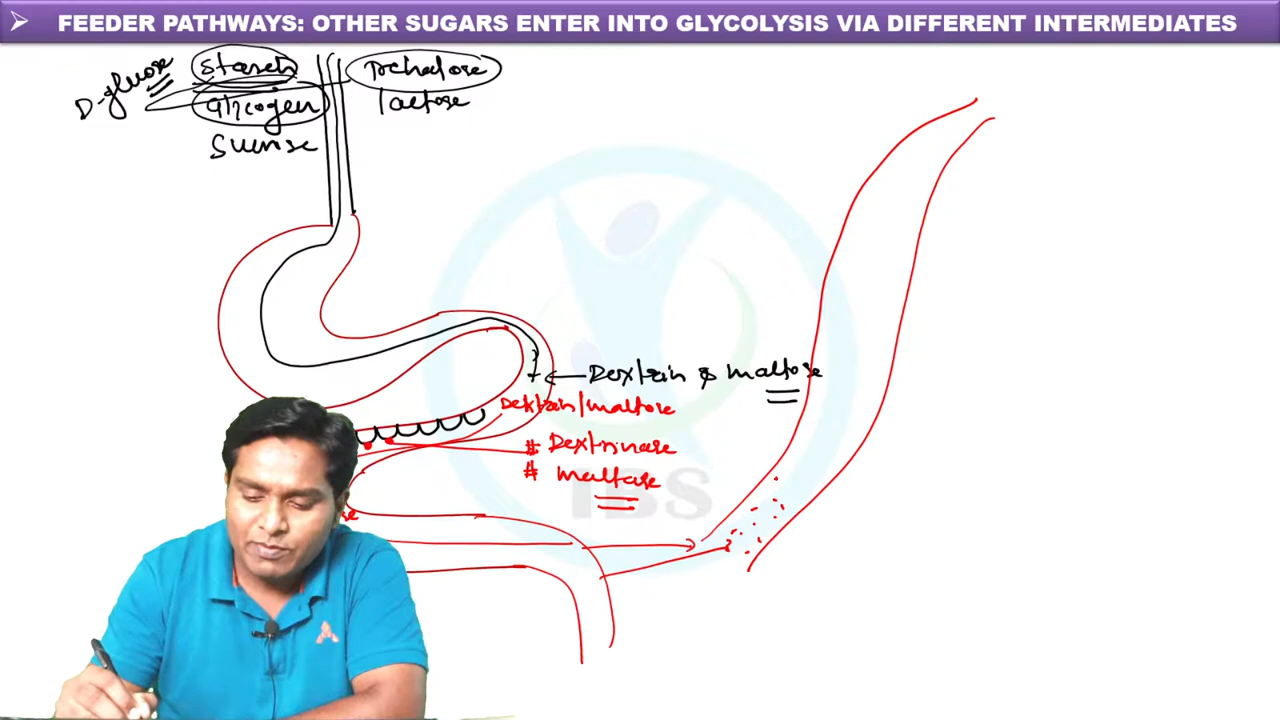 FEEDER PATHWAYS: OTHER SUGARS ENTER INTO GLYCOLYSIS VIA DIFFERENT INTERMEDIATES
D-glucose
starch
Trehalose
Glycogen
lactose
Sucrose
Dextrin & maltose
Dextrin/maltose
# Dextrinase
# maltase
IBS